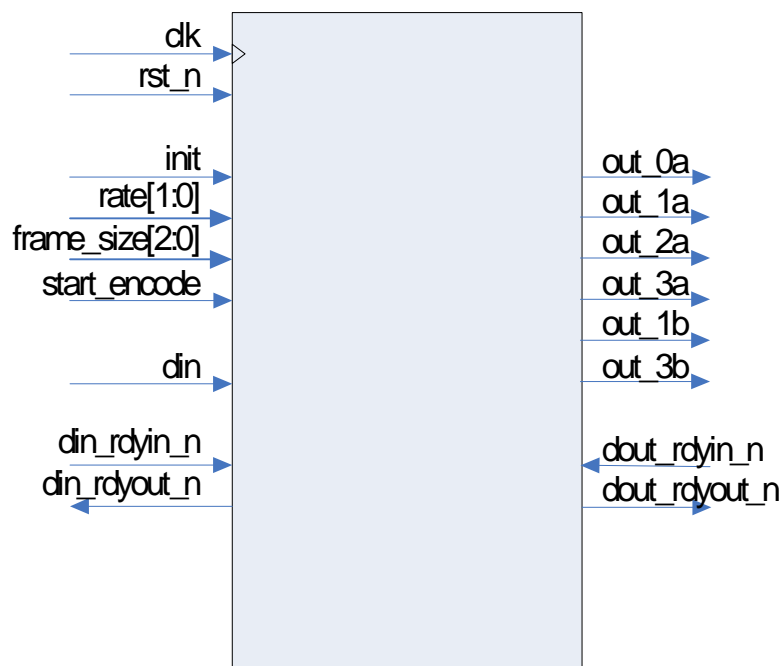 clk
rst_n
init
rate[1:0]
frame_size[2:0]
start_encode
din
din_rdyin_n
din_rdyout_n
out_0a
out_1a
out_2a
out_3a
out_1b
out_3b
dout_rdyin_n
dout_rdyout_n